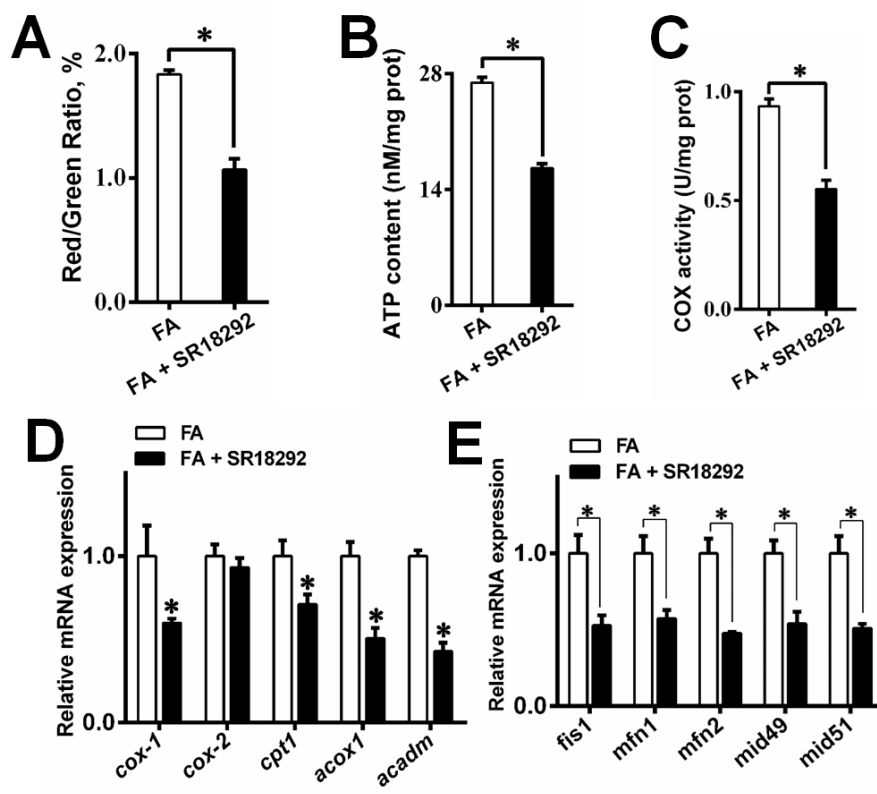 A
Red/Green Ratio, %
2.0
1.0
0.0
*
FA
FA + SR18292
B
ATP content (nM/mg prot)
28
14
0
*
FA
FA + SR18292
C
COX activity (U/mg prot)
1.0
0.5
0.0
*
FA
FA + SR18292
D
FA
FA + SR18292
Relative mRNA expression
1.0
0.0
* * * *
cox-1 cox-2 cpt1 acox1 acadm
E
FA
FA + SR18292
Relative mRNA expression
1.0
0.0
* * * * *
fis1 mfn1 mfn2 mid49 mid51